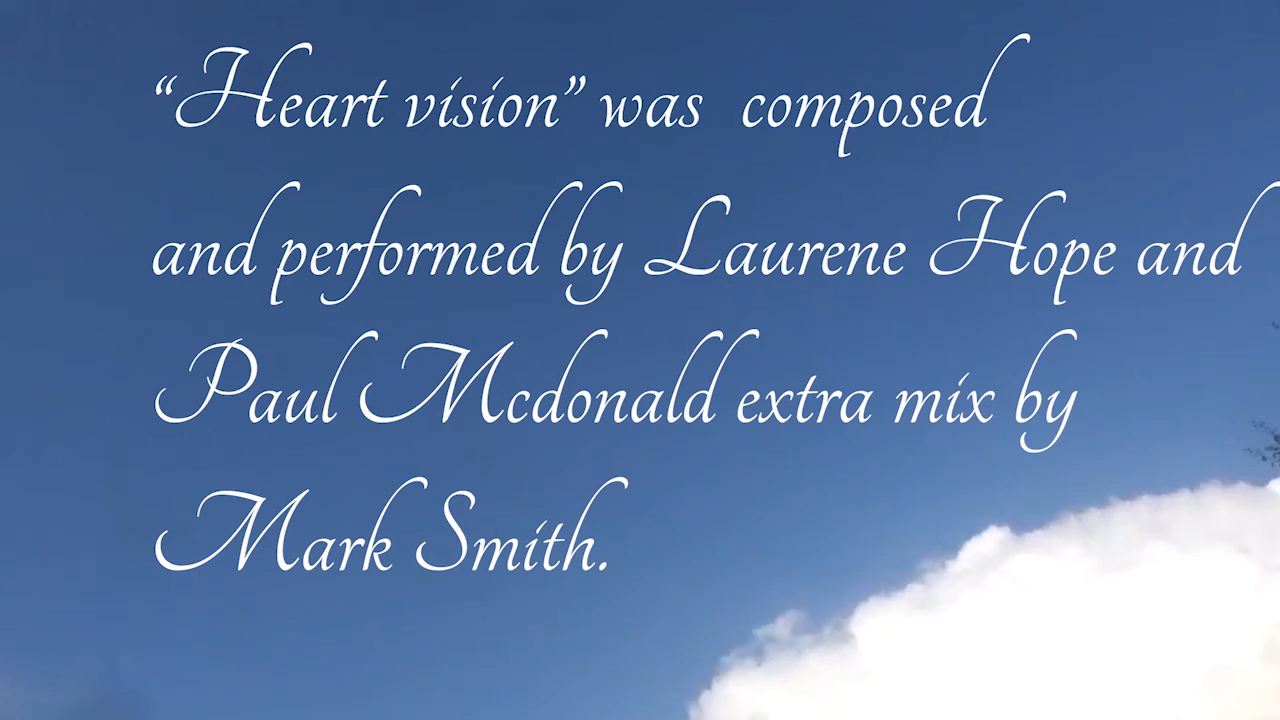 “Heart vision” was  composed
and performed by Laurene Hope and
Paul Mcdonald extra mix by
Mark Smith.